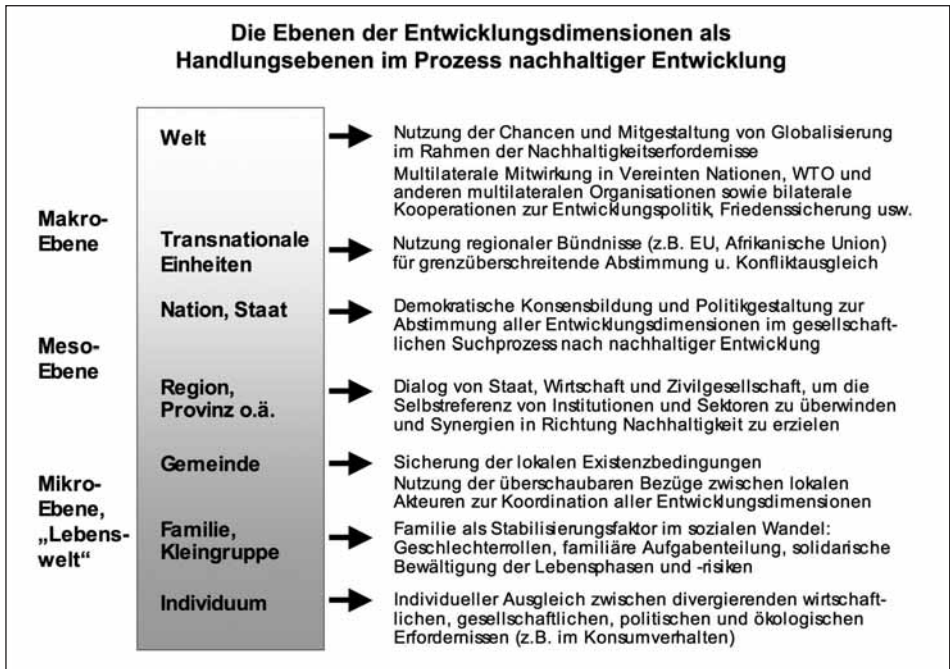 Die Ebenen der Entwicklungsdimensionen als
Handlungsebenen im Prozess nachhaltiger Entwicklung
Makro-
Ebene
Welt
Nutzung der Chancen und Mitgestaltung von Globalisierung
im Rahmen der Nachhaltigkeitserfordernisse
Multilaterale Mitwirkung in Vereinten Nationen, WTO und
anderen multilateralen Organisationen sowie bilaterale
Kooperationen zur Entwicklungspolitik, Friedenssicherung usw.
Transnationale
Einheiten
Nutzung regionaler Bündnisse (z.B. EU, Afrikanische Union)
für grenzüberschreitende Abstimmung u. Konfliktausgleich
Meso-
Ebene
Nation, Staat
Demokratische Konsensbildung und Politikgestaltung zur
Abstimmung aller Entwicklungsdimensionen im gesellschaft-
lichen Suchprozess nach nachhaltiger Entwicklung
Region,
Provinz o.ä.
Dialog von Staat, Wirtschaft und Zivilgesellschaft, um die
Selbstreferenz von Institutionen und Sektoren zu überwinden
und Synergien in Richtung Nachhaltigkeit zu erzielen
Mikro-
Ebene,
„Lebens-
welt“
Gemeinde
Sicherung der lokalen Existenzbedingungen
Nutzung der überschaubaren Bezüge zwischen lokalen
Akteuren zur Koordination aller Entwicklungsdimensionen
Familie,
Kleingruppe
Familie als Stabilisierungsfaktor im sozialen Wandel:
Geschlechterrollen, familiäre Aufgabenteilung, solidarische
Bewältigung der Lebensphasen und -risiken
Individuum
Individueller Ausgleich zwischen divergierenden wirtschaft-
lichen, gesellschaftlichen, politischen und ökologischen
Erfordernissen (z.B. im Konsumverhalten)